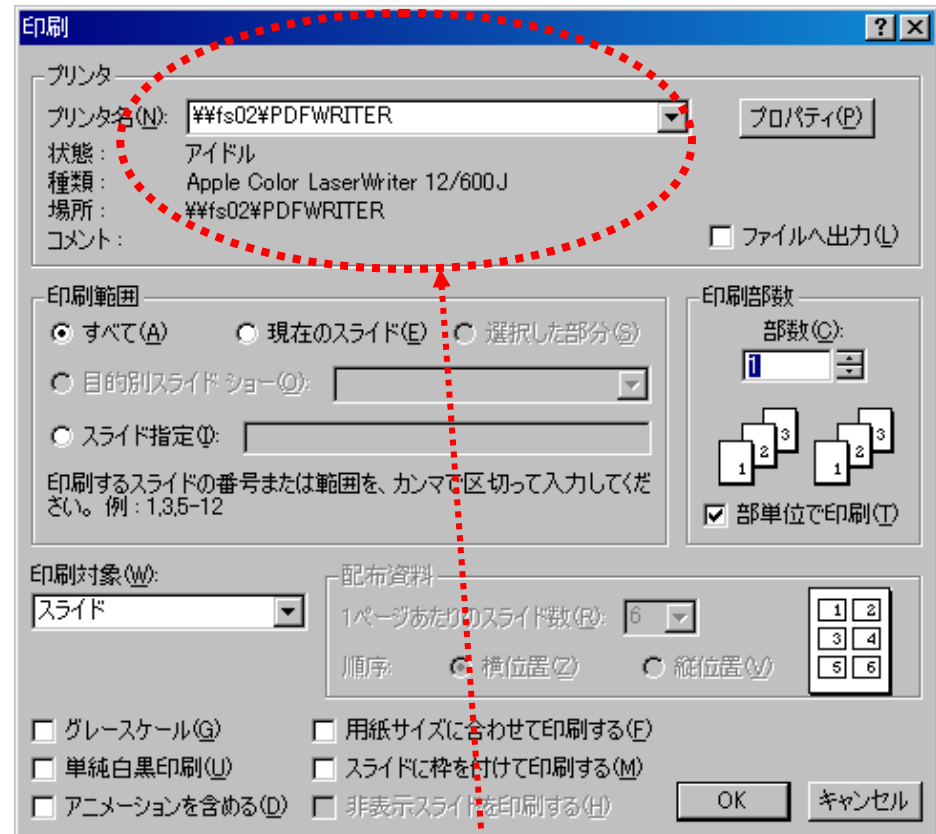 印刷
プリンタ
プリンタ名(N): ¥¥fs02¥PDFWRITER プロパティ(P)
状態: アイドル
種類: Apple Color LaserWriter 12/600J
場所: ¥¥fs02¥PDFWRITER
コメント: ファイルへ出力(L)
印刷範囲
すべて(A) 現在のスライド(E) 選択した部分(S)
目的別スライド ショー(O):
スライド指定(I):
印刷するスライドの番号または範囲を、カンマで区切って入力してくだ
さい。例:1,3,5-12
印刷部数
部数(C):
1
1 2 3 1 2 3
部単位で印刷(T)
印刷対象(W):
スライド
配布資料
1ページあたりのスライド数(R): 6
順序: 横位置(Z) 縦位置(V)
1 2
3 4
5 6
グレースケール(G) 用紙サイズに合わせて印刷する(F)
単純白黒印刷(U) スライドに枠を付けて印刷する(M)
アニメーションを含める(D) 非表示スライドを印刷する(H) OK キャンセル